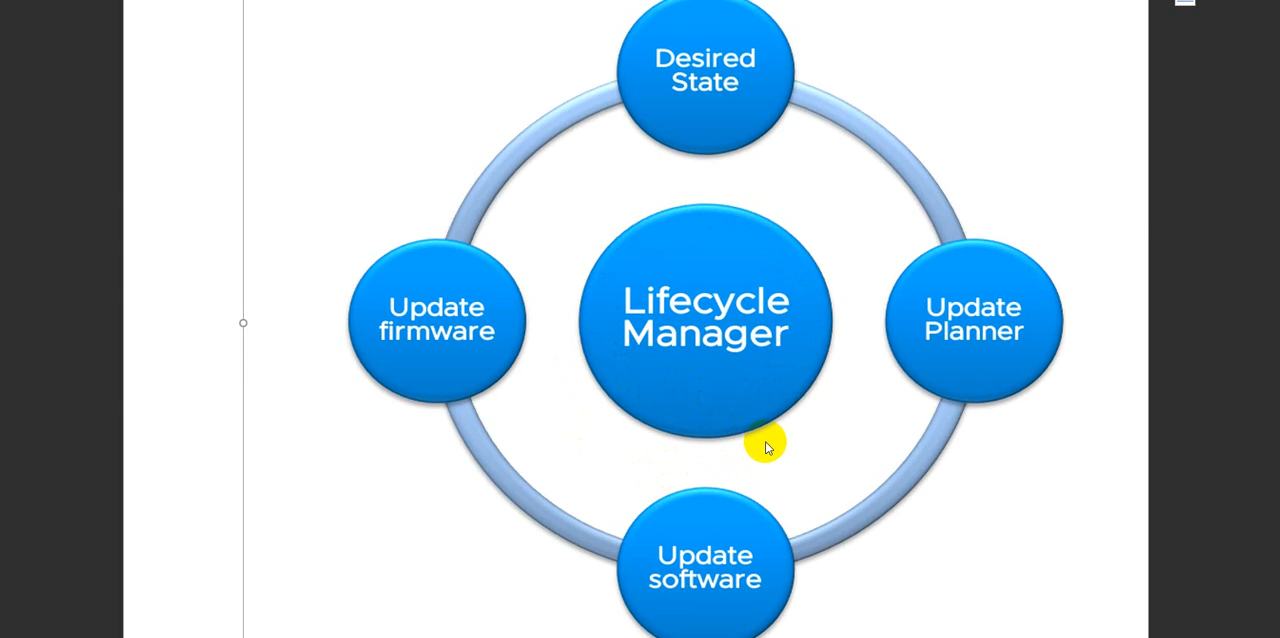 Desired
State
Update
firmware
Lifecycle
Manager
Update
Planner
Update
software